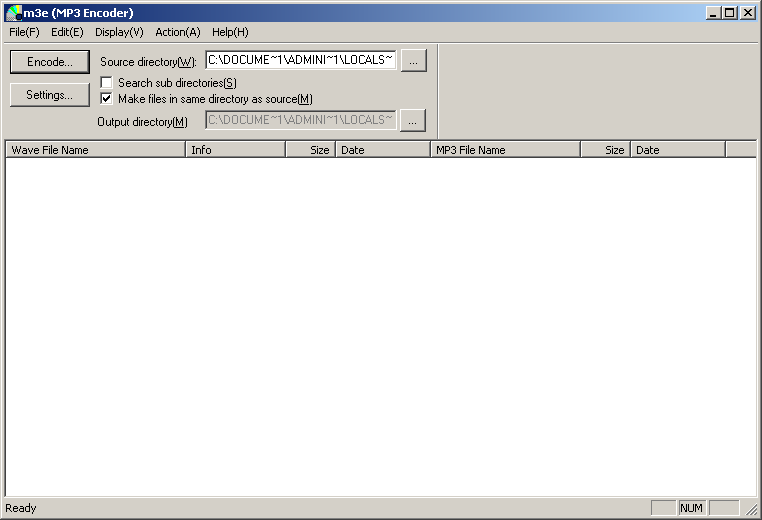 m3e (MP3 Encoder)
File(F) Edit(E) Display(V) Action(A) Help(H)
Encode... Source directory(W): C:\DOCUME~1\ADMINI~1\LOCALS~ ...
Search sub directories(S)
Settings... Make files in same directory as source(M)
Output directory(M) C:\DOCUME~1\ADMINI~1\LOCALS~ ...
Wave File Name Info Size Date MP3 File Name Size Date
Ready NUM